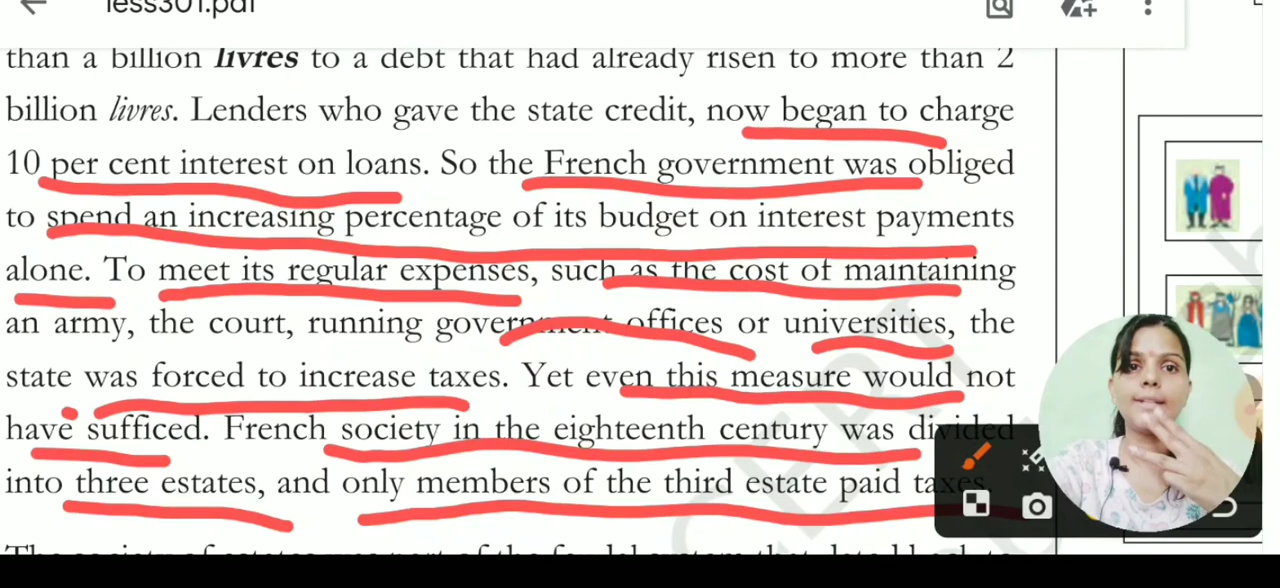 less301.pdf
than a billion livres to a debt that had already risen to more than 2
billion livres. Lenders who gave the state credit, now began to charge
10 per cent interest on loans. So the French government was obliged
to spend an increasing percentage of its budget on interest payments
alone. To meet its regular expenses, such as the cost of maintaining
an army, the court, running government offices or universities, the
state was forced to increase taxes. Yet even this measure would not
have sufficed. French society in the eighteenth century was divided
into three estates, and only members of the third estate paid taxes.